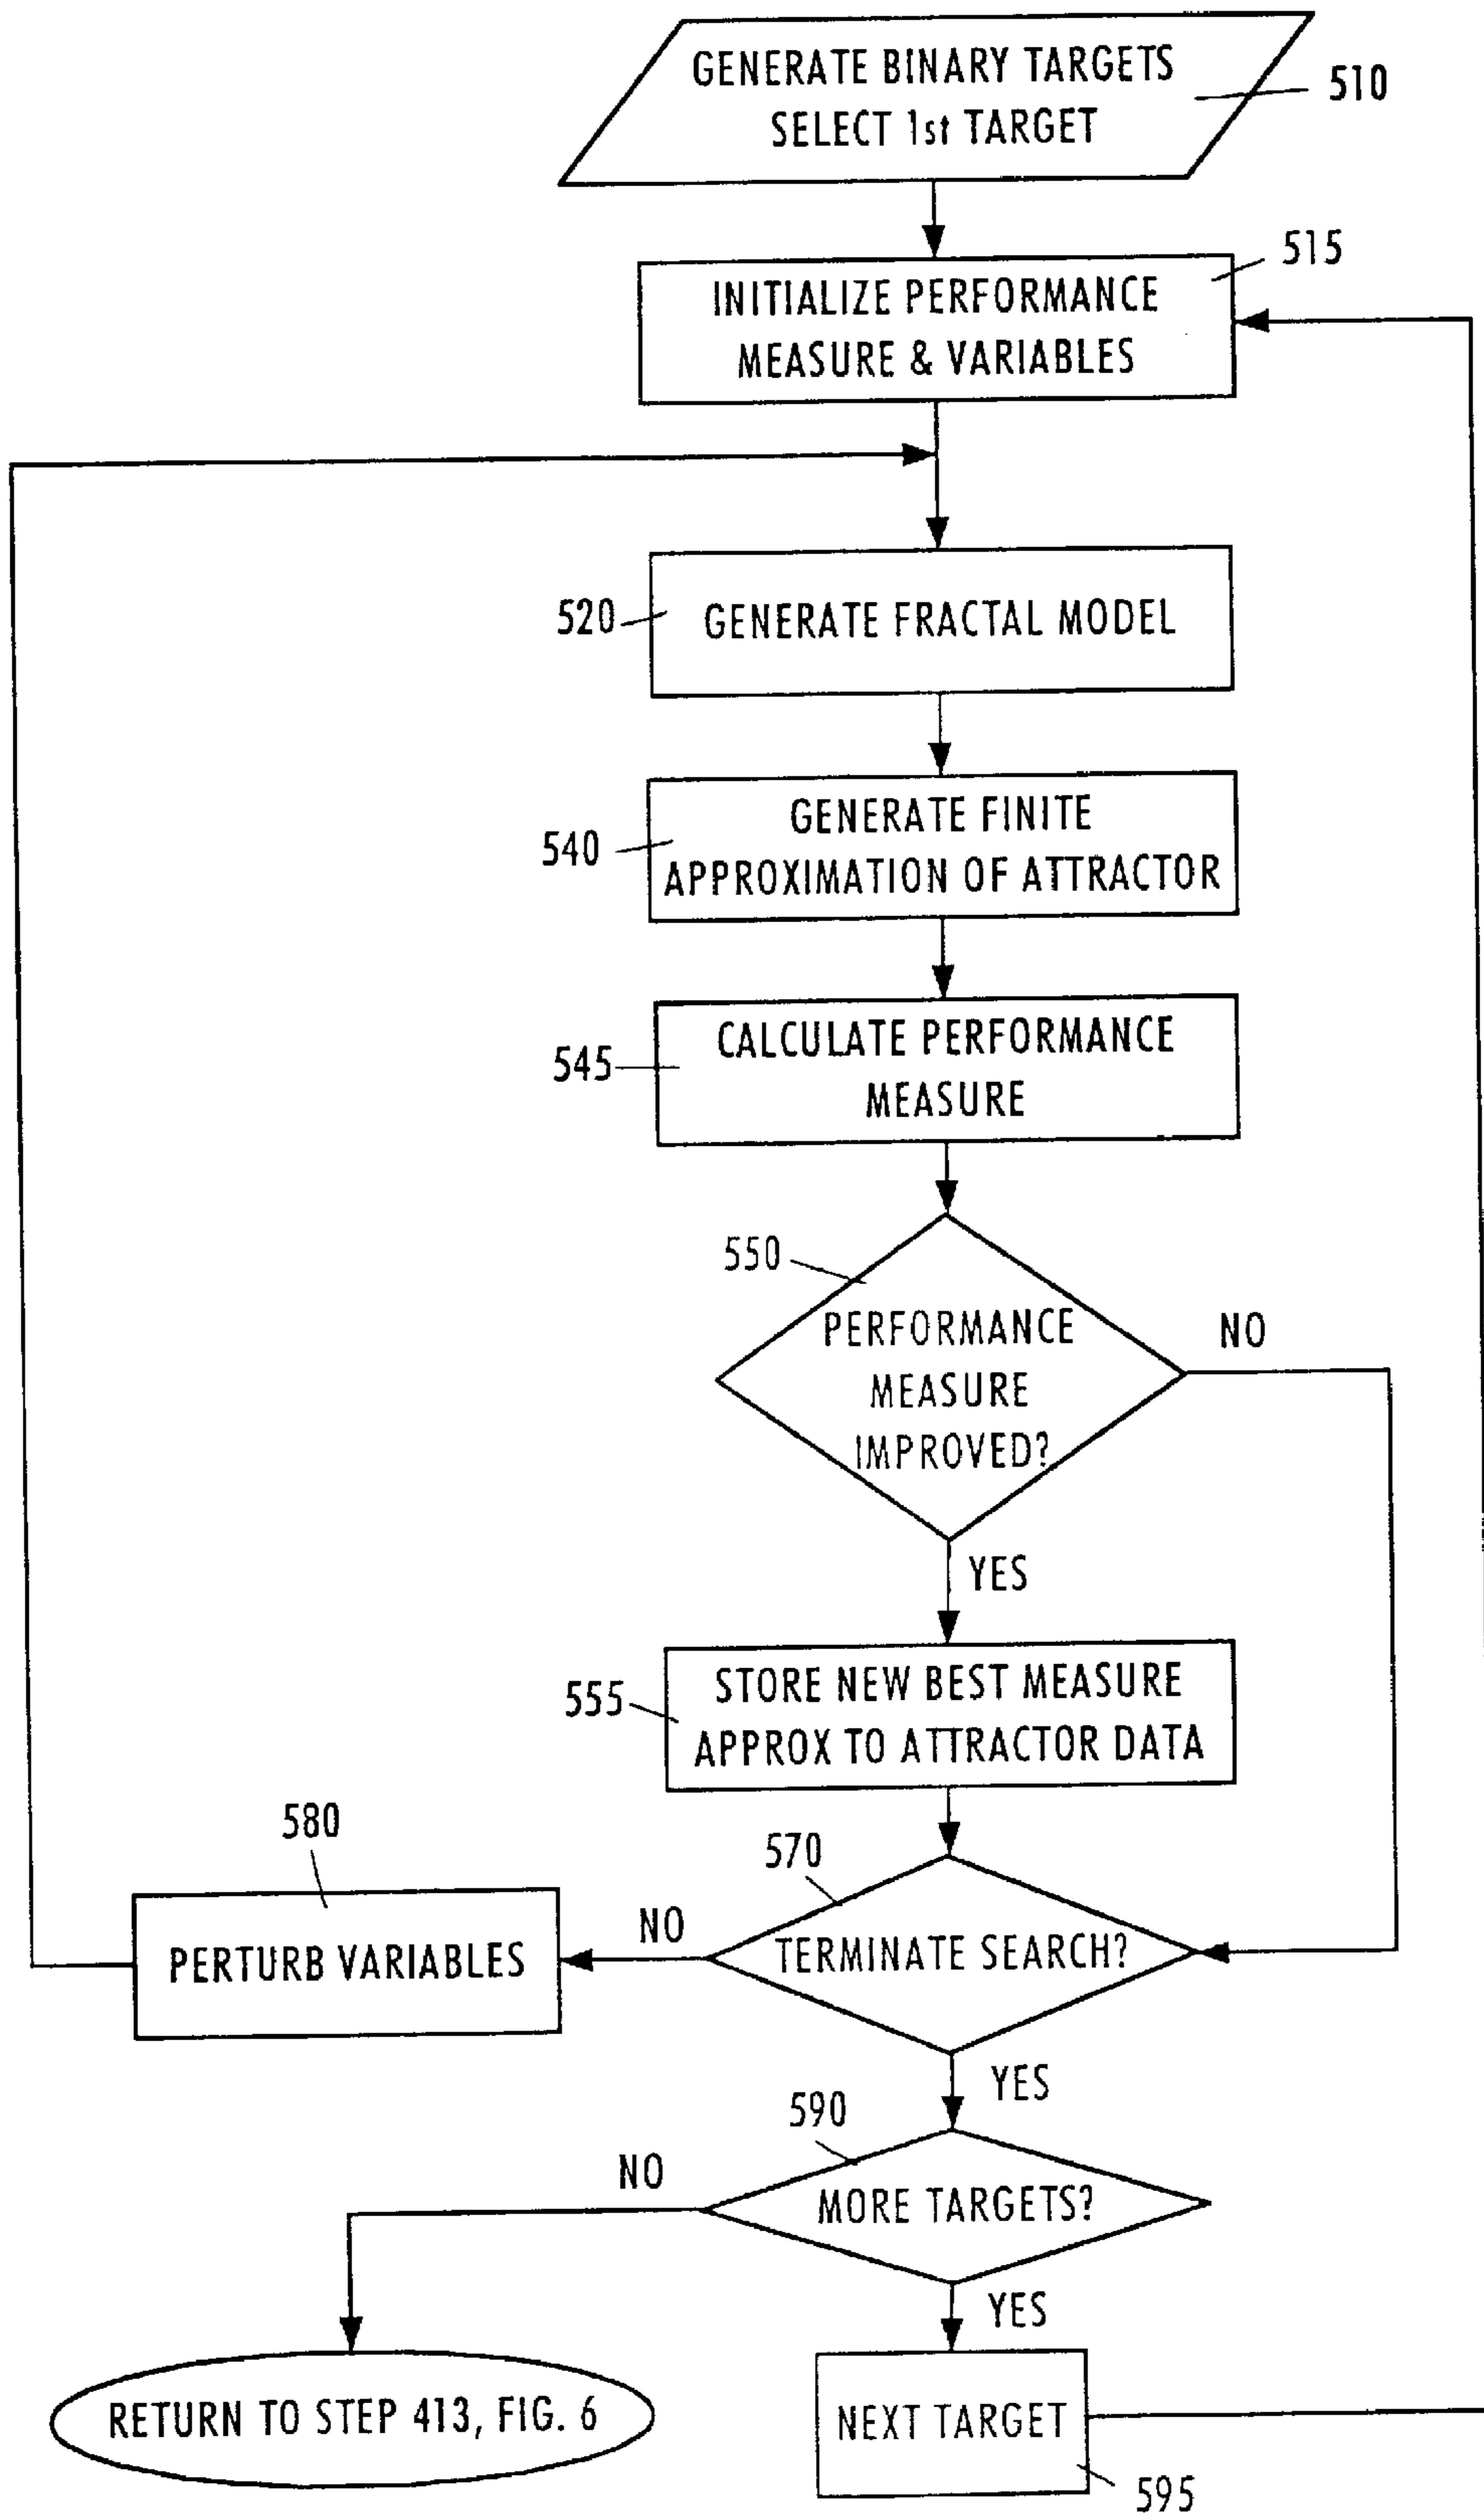 GENERATE BINARY TARGETS
SELECT 1st TARGET
510
INITIALIZE PERFORMANCE
MEASURE & VARIABLES
515
520
GENERATE FRACTAL MODEL
540
GENERATE FINITE
APPROXIMATION OF ATTRACTOR
545
CALCULATE PERFORMANCE
MEASURE
550
PERFORMANCE
MEASURE
IMPROVED?
NO
YES
555
STORE NEW BEST MEASURE
APPROX TO ATTRACTOR DATA
580
PERTURB VARIABLES
NO
570
TERMINATE SEARCH?
YES
590
NO
MORE TARGETS?
YES
RETURN TO STEP 413, FIG. 6
NEXT TARGET
595